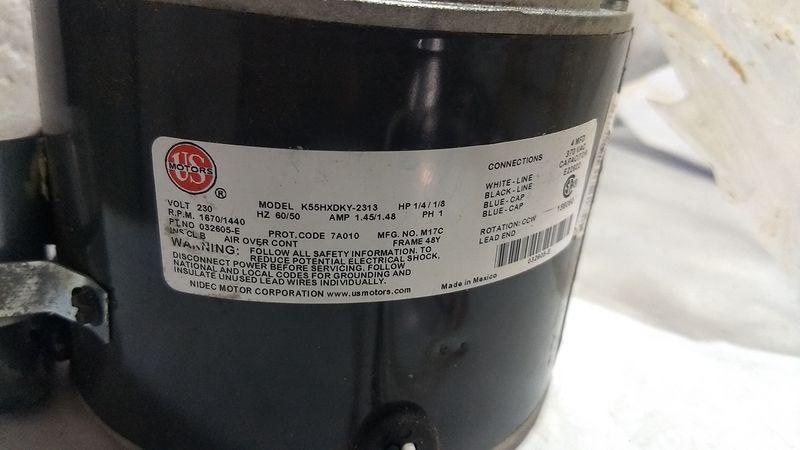 US
MOTORS
®
VOLT 230 MODEL K55HXDKY-2313 HP 1/4 / 1/8
R.P.M. 1670/1440 HZ 60/50 AMP 1.45/1.48 PH 1
PT.NO 032605-E PROT.CODE 7A010 MFG. NO. M17C
INS CL B AIR OVER CONT FRAME 48Y
WARNING: FOLLOW ALL SAFETY INFORMATION. TO
REDUCE POTENTIAL ELECTRICAL SHOCK,
DISCONNECT POWER BEFORE SERVICING. FOLLOW
NATIONAL AND LOCAL CODES FOR GROUNDING AND
INSULATE UNUSED LEAD WIRES INDIVIDUALLY.
NIDEC MOTOR CORPORATION www.usmotors.com
Made in Mexico
CONNECTIONS
WHITE - LINE
BLACK - LINE
BLUE - CAP
BLUE - CAP
ROTATION: CCW
LEAD END
4 MFD
370 VAC
CAPACITOR
032605-E